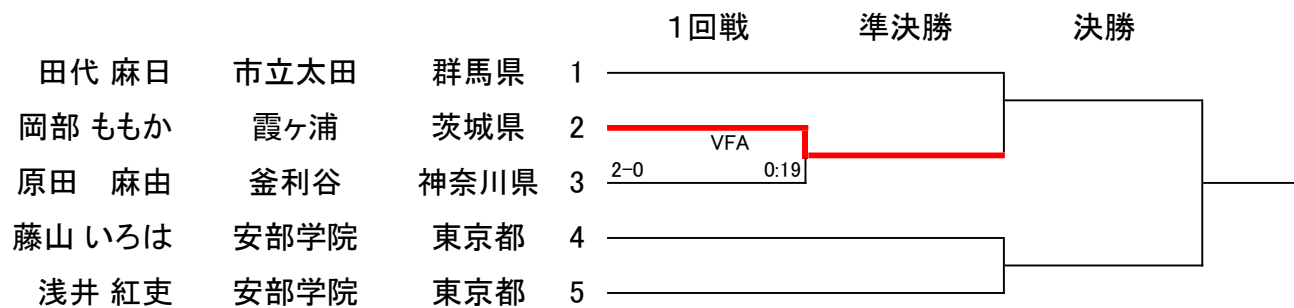 1回戦 準決勝 決勝
田代 麻日 市立太田 群馬県 1
岡部 ももか 霞ヶ浦 茨城県 2
VFA
2-0 0:19
原田　麻由 釜利谷 神奈川県 3
藤山 いろは 安部学院 東京都 4
浅井 紅吏 安部学院 東京都 5